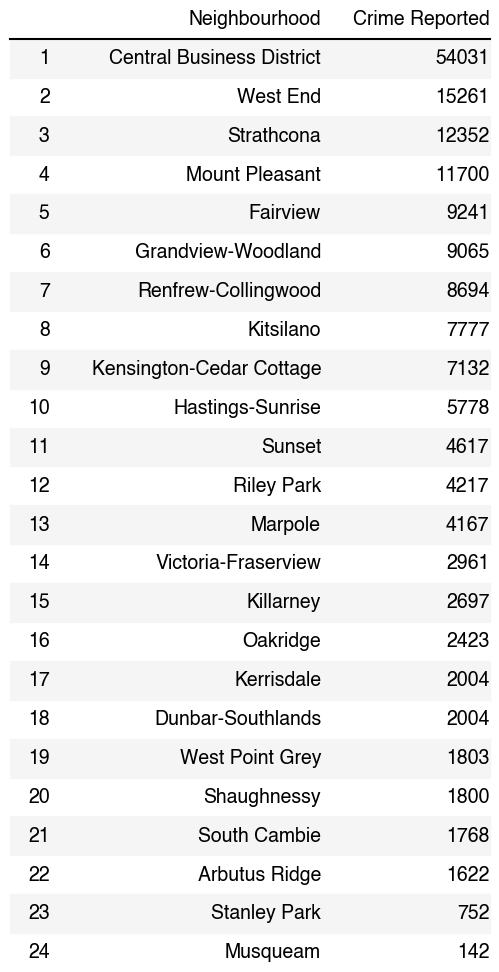 Neighbourhood Crime Reported
1 Central Business District 54031
2 West End 15261
3 Strathcona 12352
4 Mount Pleasant 11700
5 Fairview 9241
6 Grandview-Woodland 9065
7 Renfrew-Collingwood 8694
8 Kitsilano 7777
9 Kensington-Cedar Cottage 7132
10 Hastings-Sunrise 5778
11 Sunset 4617
12 Riley Park 4217
13 Marpole 4167
14 Victoria-Fraserview 2961
15 Killarney 2697
16 Oakridge 2423
17 Kerrisdale 2004
18 Dunbar-Southlands 2004
19 West Point Grey 1803
20 Shaughnessy 1800
21 South Cambie 1768
22 Arbutus Ridge 1622
23 Stanley Park 752
24 Musqueam 142